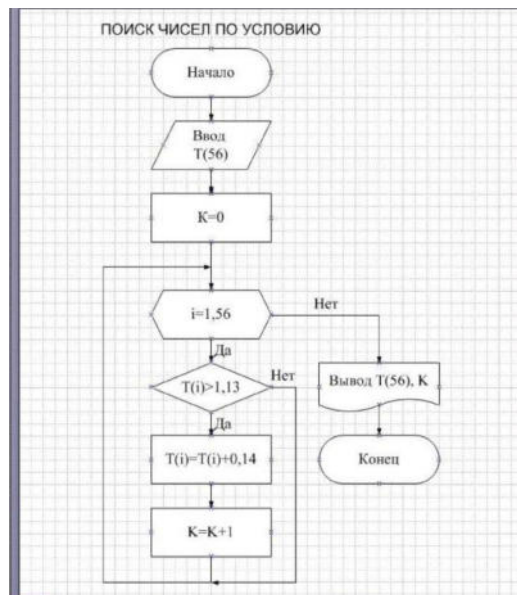 ПОИСК ЧИСЕЛ ПО УСЛОВИЮ
Начало
Ввод
T(56)
K=0
i=1,56
Нет
Да
T(i)>1,13
Нет
Вывод T(56), K
Да
T(i)=T(i)+0,14
Конец
K=K+1